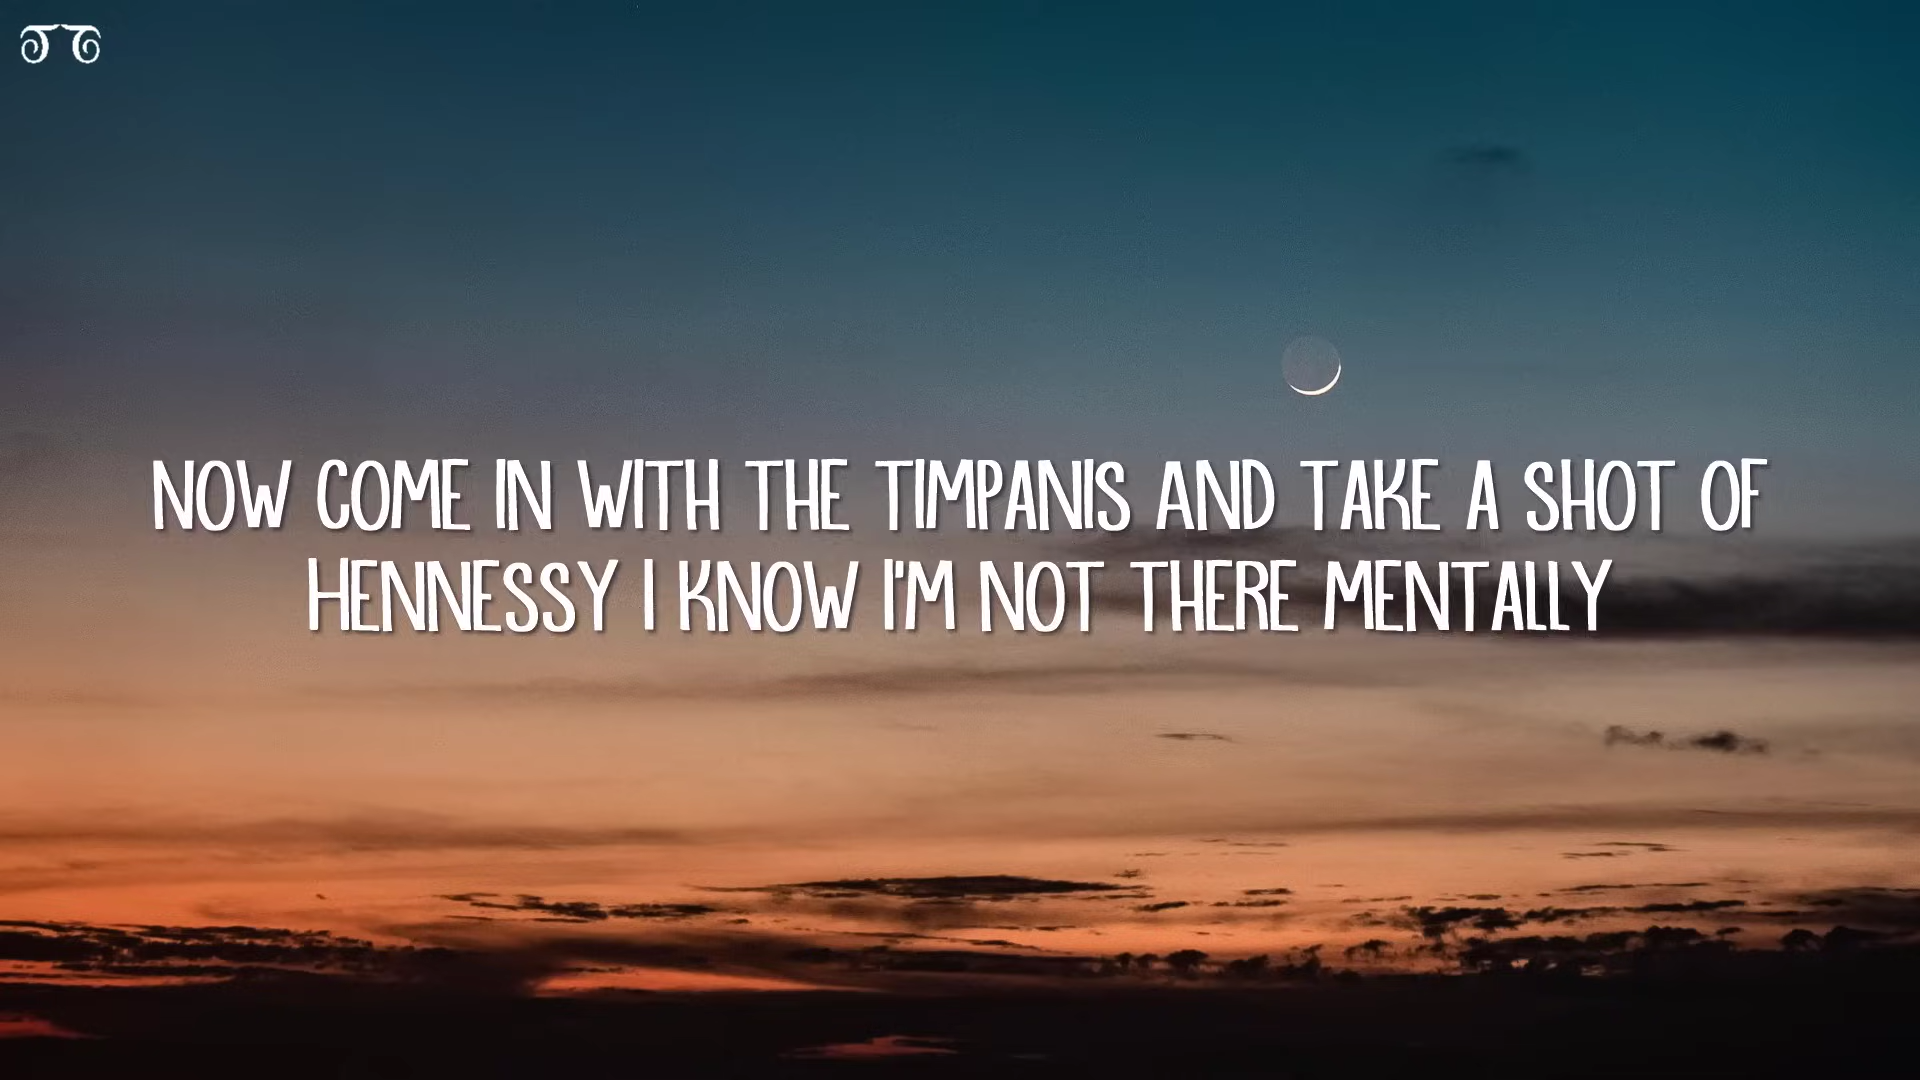 NOW COME IN WITH THE TIMPANIS AND TAKE A SHOT OF
HENNESSY I KNOW I'M NOT THERE MENTALLY